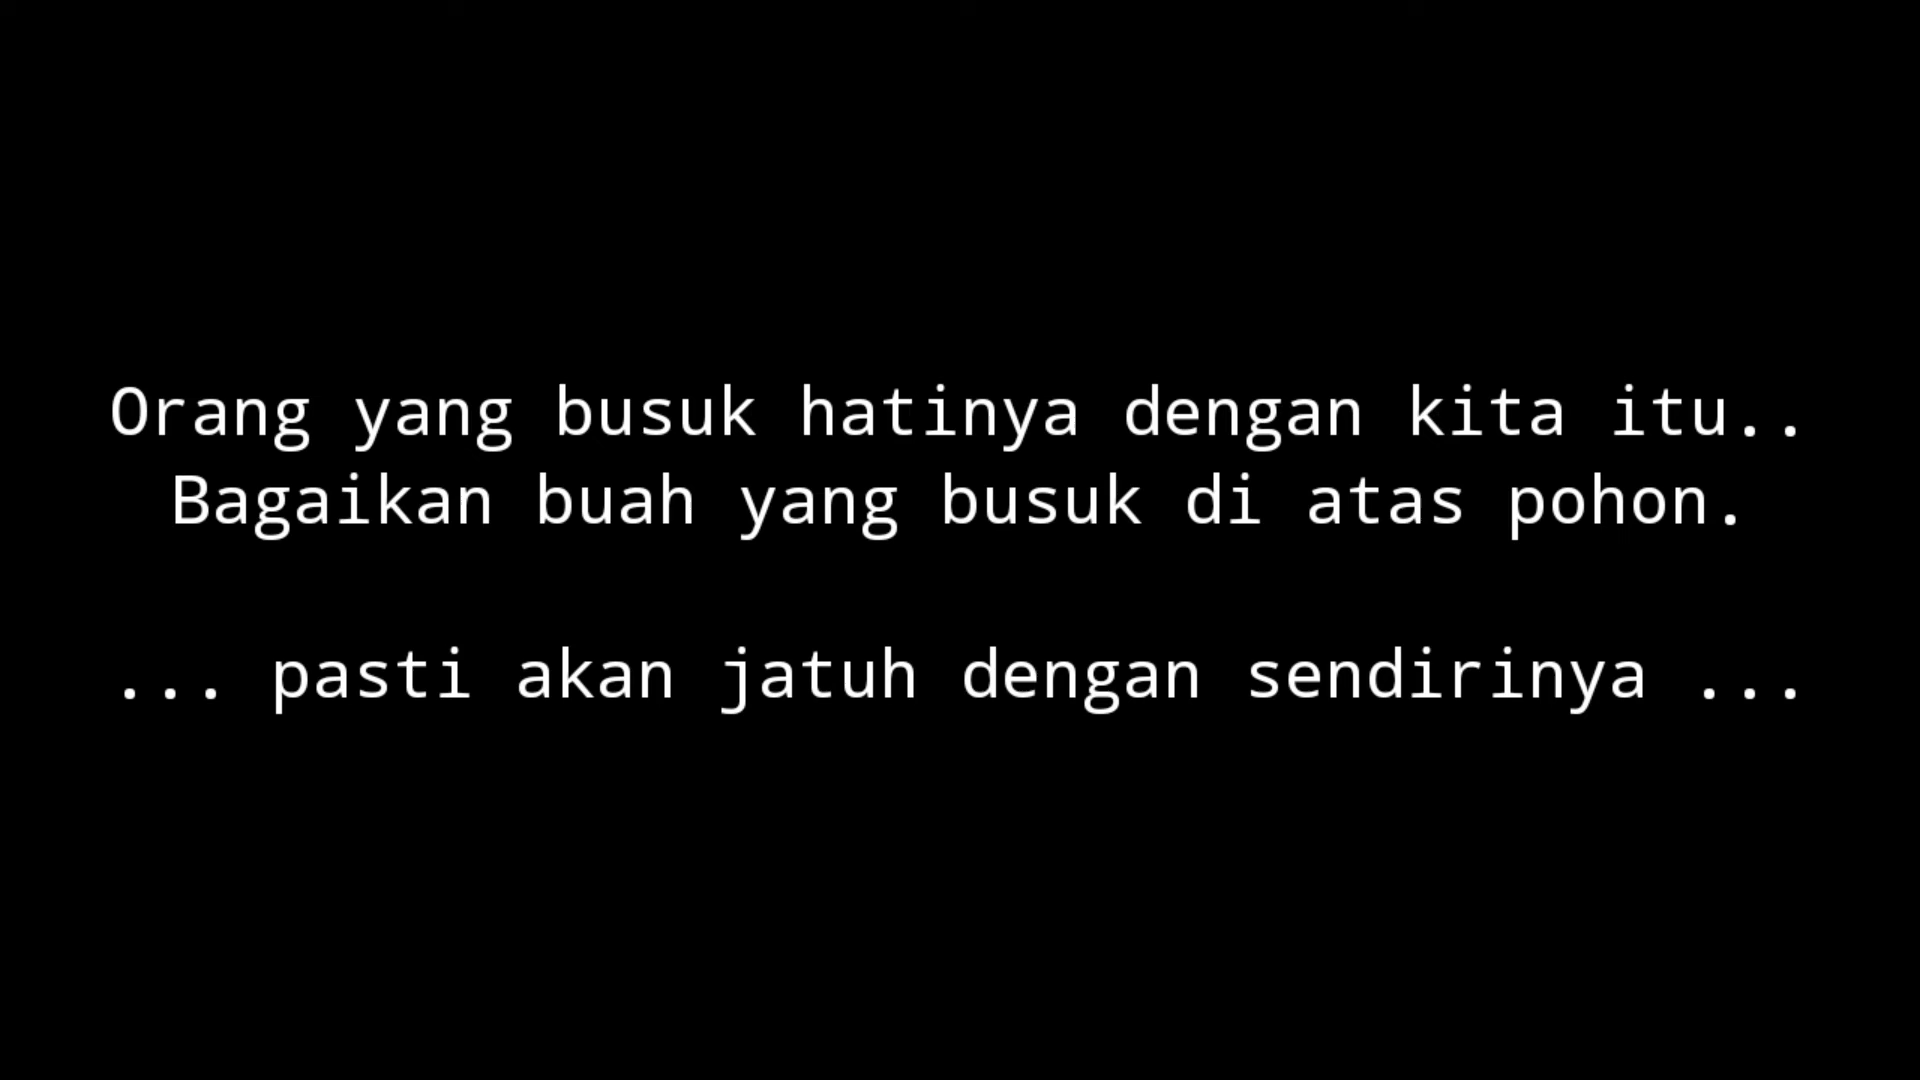 Orang yang busuk hatinya dengan kita itu..
Bagaikan buah yang busuk di atas pohon.
... pasti akan jatuh dengan sendirinya ...